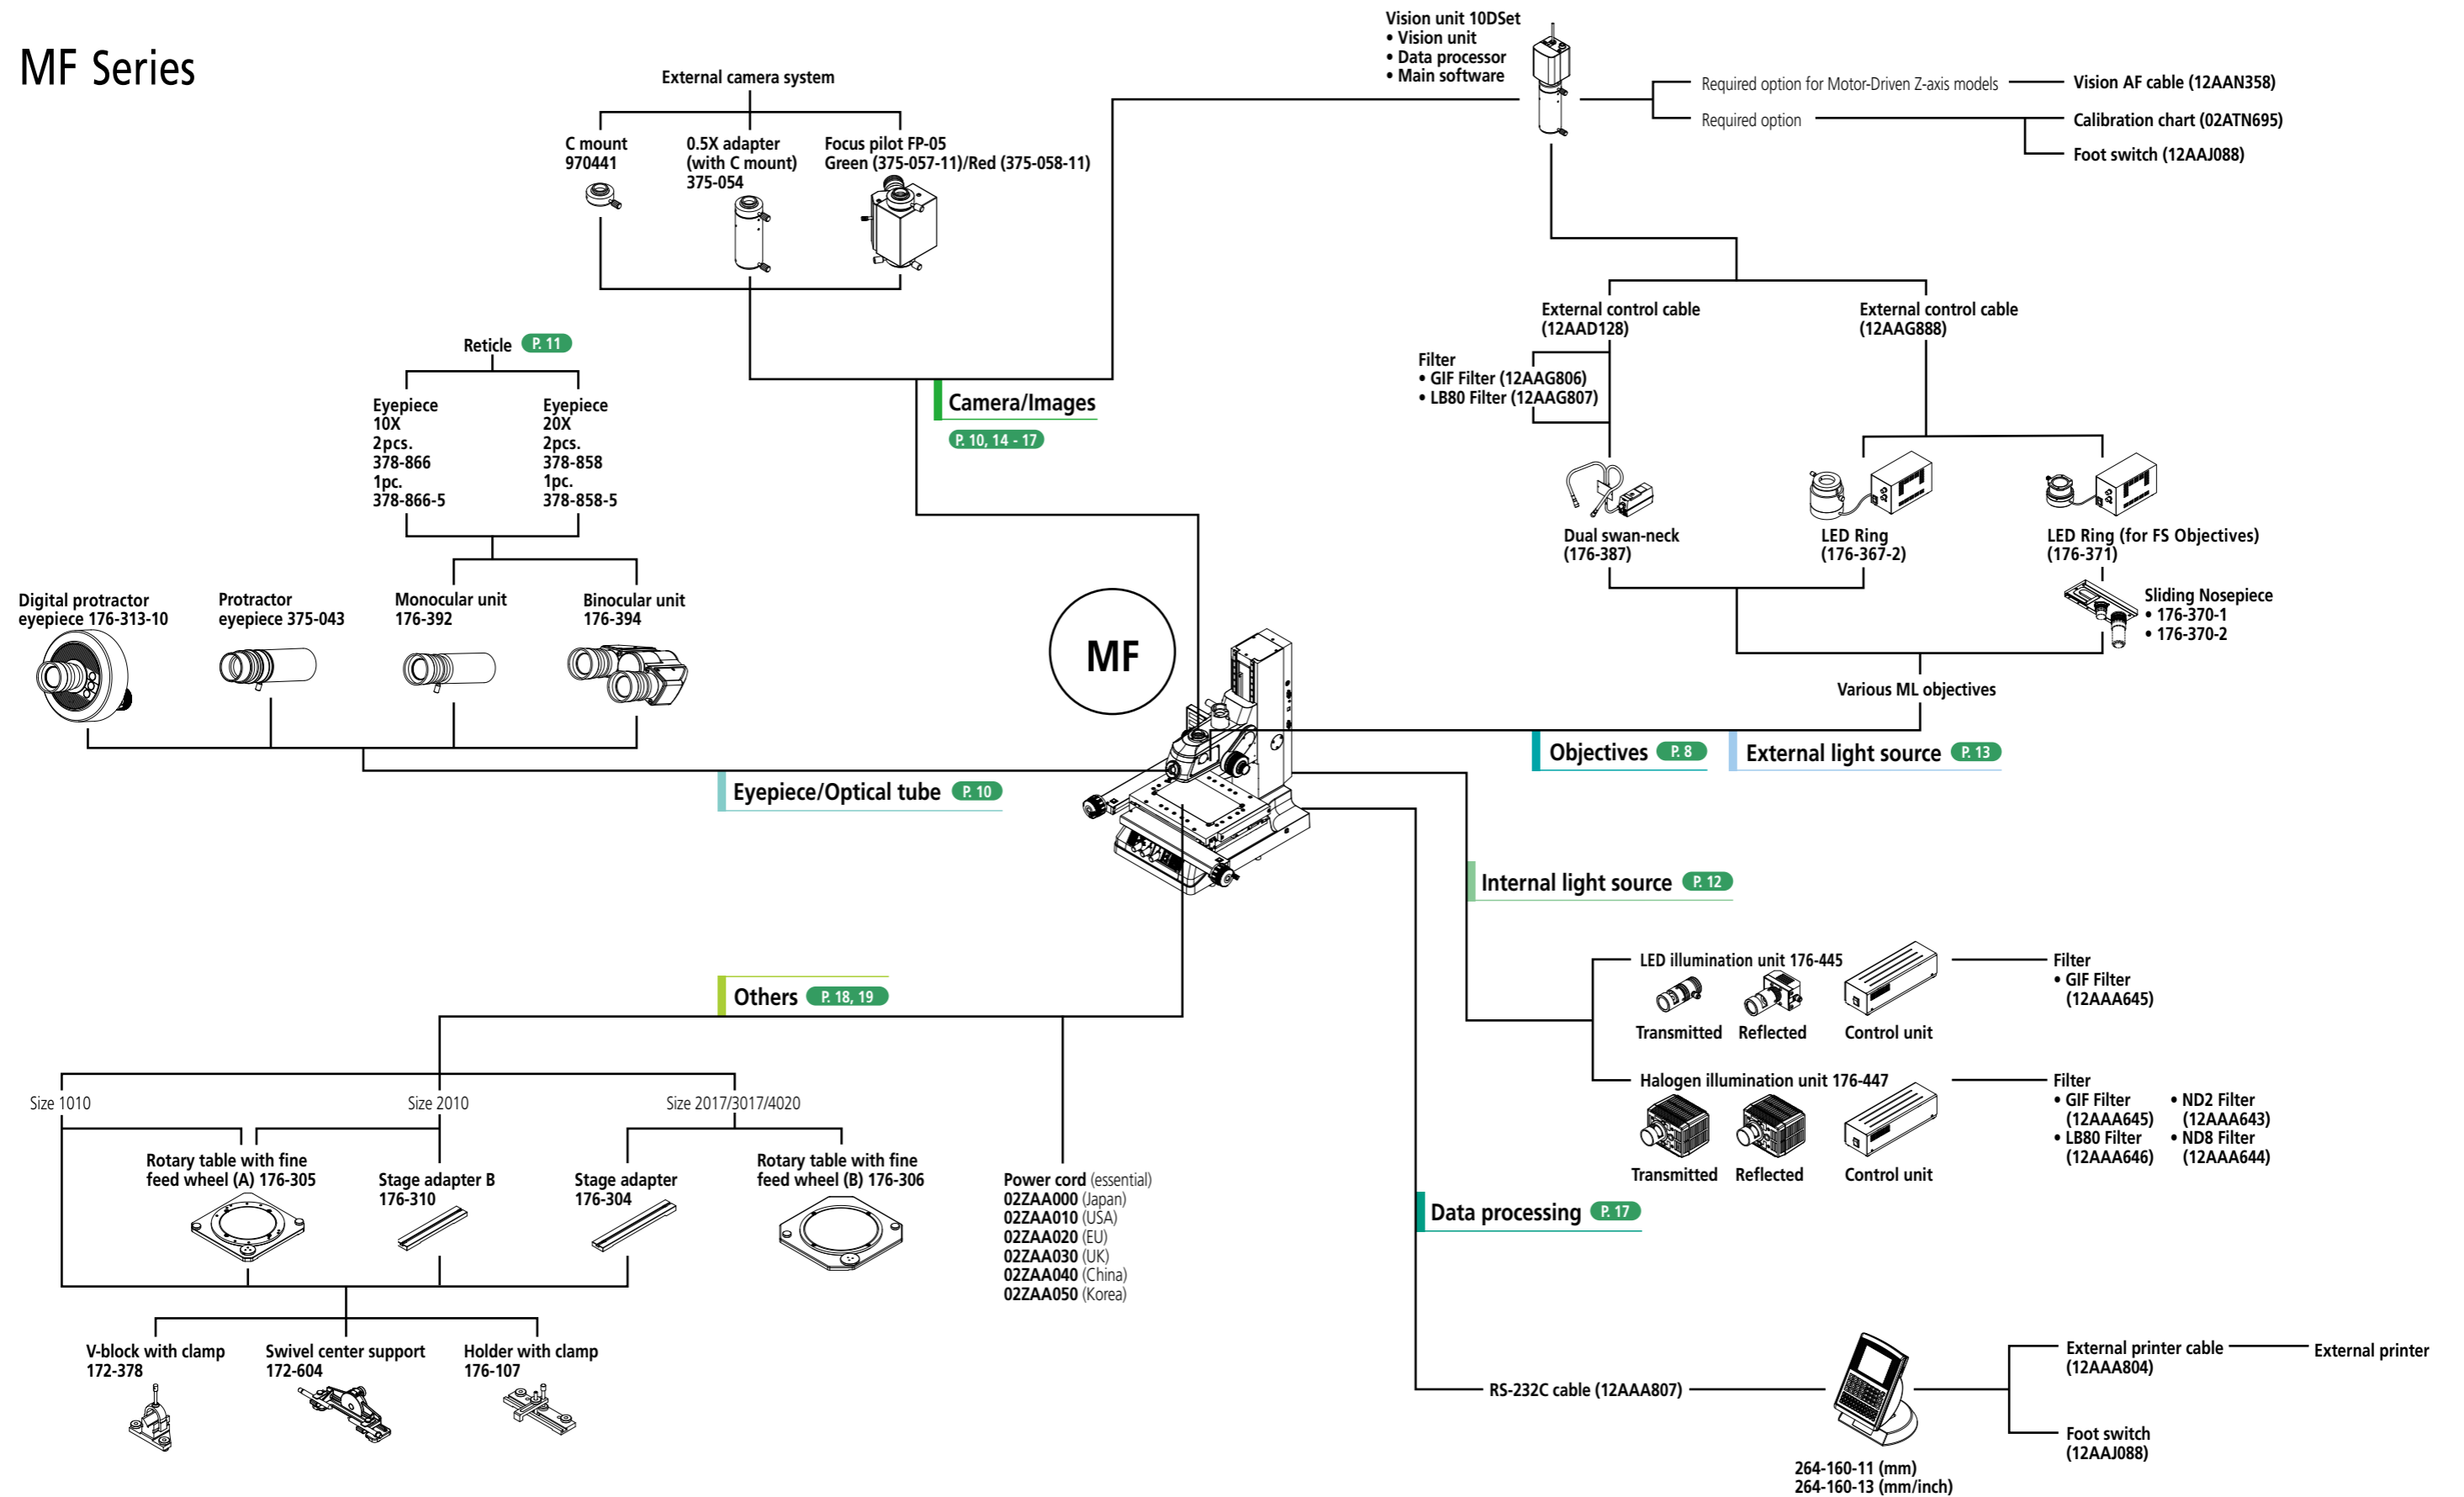 MF Series
External camera system
C mount
970441
0.5X adapter
(with C mount)
375-054
Focus pilot FP-05
Green (375-057-11)/Red (375-058-11)
Vision unit 10DSet
• Vision unit
• Data processor
• Main software
Required option for Motor-Driven Z-axis models
Vision AF cable (12AAN358)
Required option
Calibration chart (02ATN695)
Foot switch (12AAJ088)
Reticle P. 11
Eyepiece
10X
2pcs.
378-866
1pc.
378-866-5
Eyepiece
20X
2pcs.
378-858
1pc.
378-858-5
Camera/Images
P. 10, 14 - 17
External control cable
(12AAD128)
External control cable
(12AAG888)
Filter
• GIF Filter (12AAG806)
• LB80 Filter (12AAG807)
Dual swan-neck
(176-387)
LED Ring
(176-367-2)
LED Ring (for FS Objectives)
(176-371)
Sliding Nosepiece
• 176-370-1
• 176-370-2
Various ML objectives
Digital protractor
eyepiece 176-313-10
Protractor
eyepiece 375-043
Monocular unit
176-392
Binocular unit
176-394
MF
Objectives P. 8
External light source P. 13
Eyepiece/Optical tube P. 10
Internal light source P. 12
LED illumination unit 176-445
Transmitted
Reflected
Control unit
Filter
• GIF Filter
(12AAA645)
Halogen illumination unit 176-447
Transmitted
Reflected
Control unit
Filter
• GIF Filter
(12AAA645)
• LB80 Filter
(12AAA646)
• ND2 Filter
(12AAA643)
• ND8 Filter
(12AAA644)
Others P. 18, 19
Size 1010
Size 2010
Size 2017/3017/4020
Rotary table with fine
feed wheel (A) 176-305
Stage adapter B
176-310
Stage adapter
176-304
Rotary table with fine
feed wheel (B) 176-306
Power cord (essential)
02ZAA000 (Japan)
02ZAA010 (USA)
02ZAA020 (EU)
02ZAA030 (UK)
02ZAA040 (China)
02ZAA050 (Korea)
V-block with clamp
172-378
Swivel center support
172-604
Holder with clamp
176-107
Data processing P. 17
RS-232C cable (12AAA807)
264-160-11 (mm)
264-160-13 (mm/inch)
External printer cable
(12AAA804)
External printer
Foot switch
(12AAJ088)